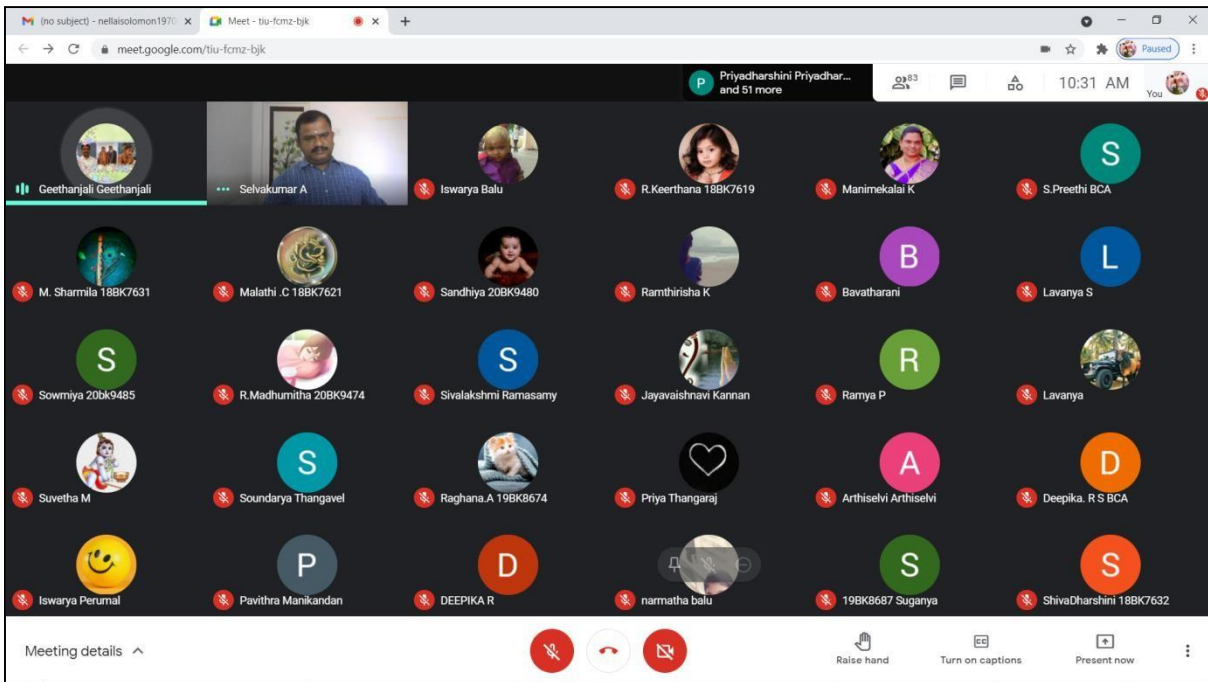 (no subject) - nellaisolomon1970
Meet - tiu-fcmz-bjk
meet.google.com/tiu-fcmz-bjk
Paused
P
Priyadharshini Priyadhar...
and 51 more
83
10:31 AM
You
Geethanjali Geethanjali
Selvakumar A
Iswarya Balu
R.Keerthana 18BK7619
Manimekalai K
S
S.Preethi BCA
M. Sharmila 18BK7631
Malathi .C 18BK7621
Sandhiya 20BK9480
Ramthirisha K
B
Bavatharani
L
Lavanya S
S
Sowmiya 20bk9485
R.Madhumitha 20BK9474
S
Sivalakshmi Ramasamy
Jayavaishnavi Kannan
R
Ramya P
Lavanya
Suvetha M
S
Soundarya Thangavel
Raghana.A 19BK8674
Priya Thangaraj
A
Arthiselvi Arthiselvi
D
Deepika. R S BCA
Iswarya Perumal
P
Pavithra Manikandan
D
DEEPIKA R
narmatha balu
S
19BK8687 Suganya
S
ShivaDharshini 18BK7632
Meeting details
Raise hand
CC
Turn on captions
Present now